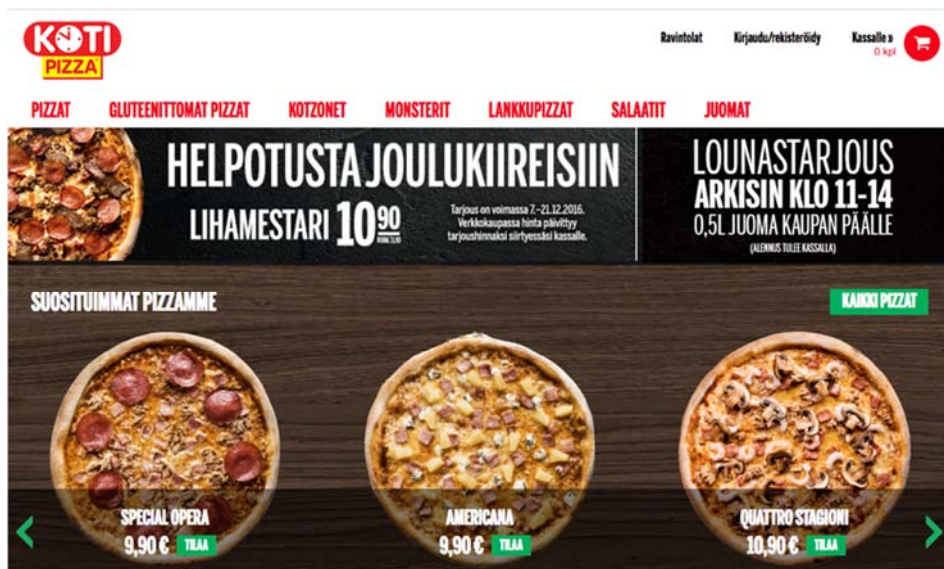 KOTI
PIZZA
Ravintolat
Kirjaudu/rekisteröidy
Kassalle »
0 kpl
PIZZAT
GLUTEENITTOMAT PIZZAT
KOTZONET
MONSTERIT
LANKKUPIZZAT
SALAATIT
JUOMAT
HELPOTUSTA JOULUKIIREISIIN
LIHAMESTARI 10 90
Tarjous on voimassa 7.–21.12.2016.
Verkkokaupassa hinta päivittyy
tarjoushinnaksi siirtyessäsi kassalle.
LOUNASTARJOUS
ARKISIN KLO 11-14
0,5L JUOMA KAUPAN PÄÄLLE
(ALENNUS TULEE KASSALLA)
SUOSITUIMMAT PIZZAMME
KAIKKI PIZZAT
SPECIAL OPERA
9,90 € TILAA
AMERICANA
9,90 € TILAA
QUATTRO STAGIONI
10,90 € TILAA